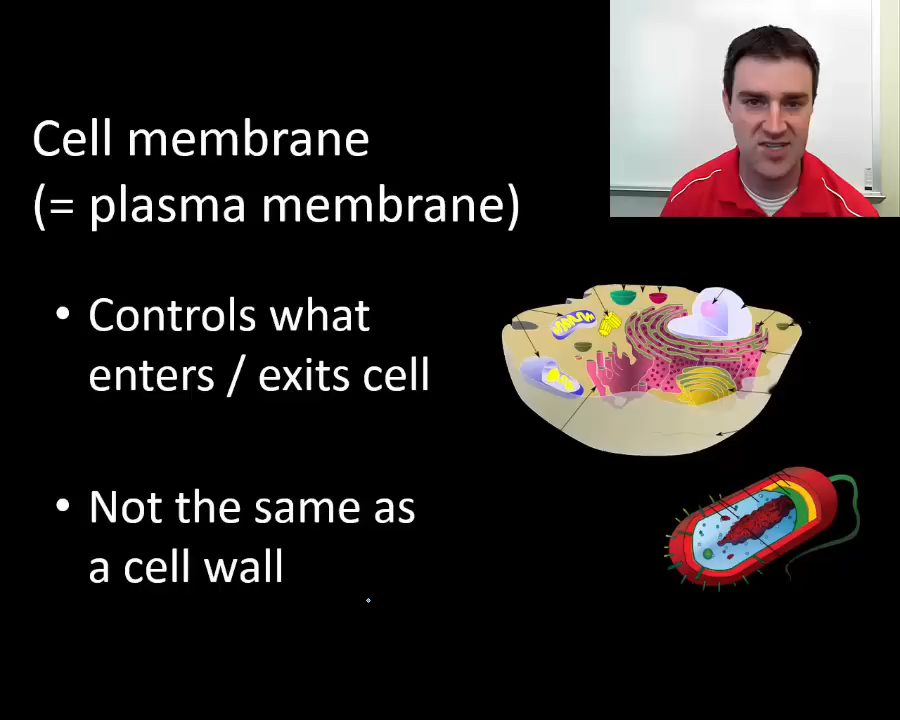 Cell membrane
(= plasma membrane)
• Controls what
enters / exits cell
• Not the same as
a cell wall